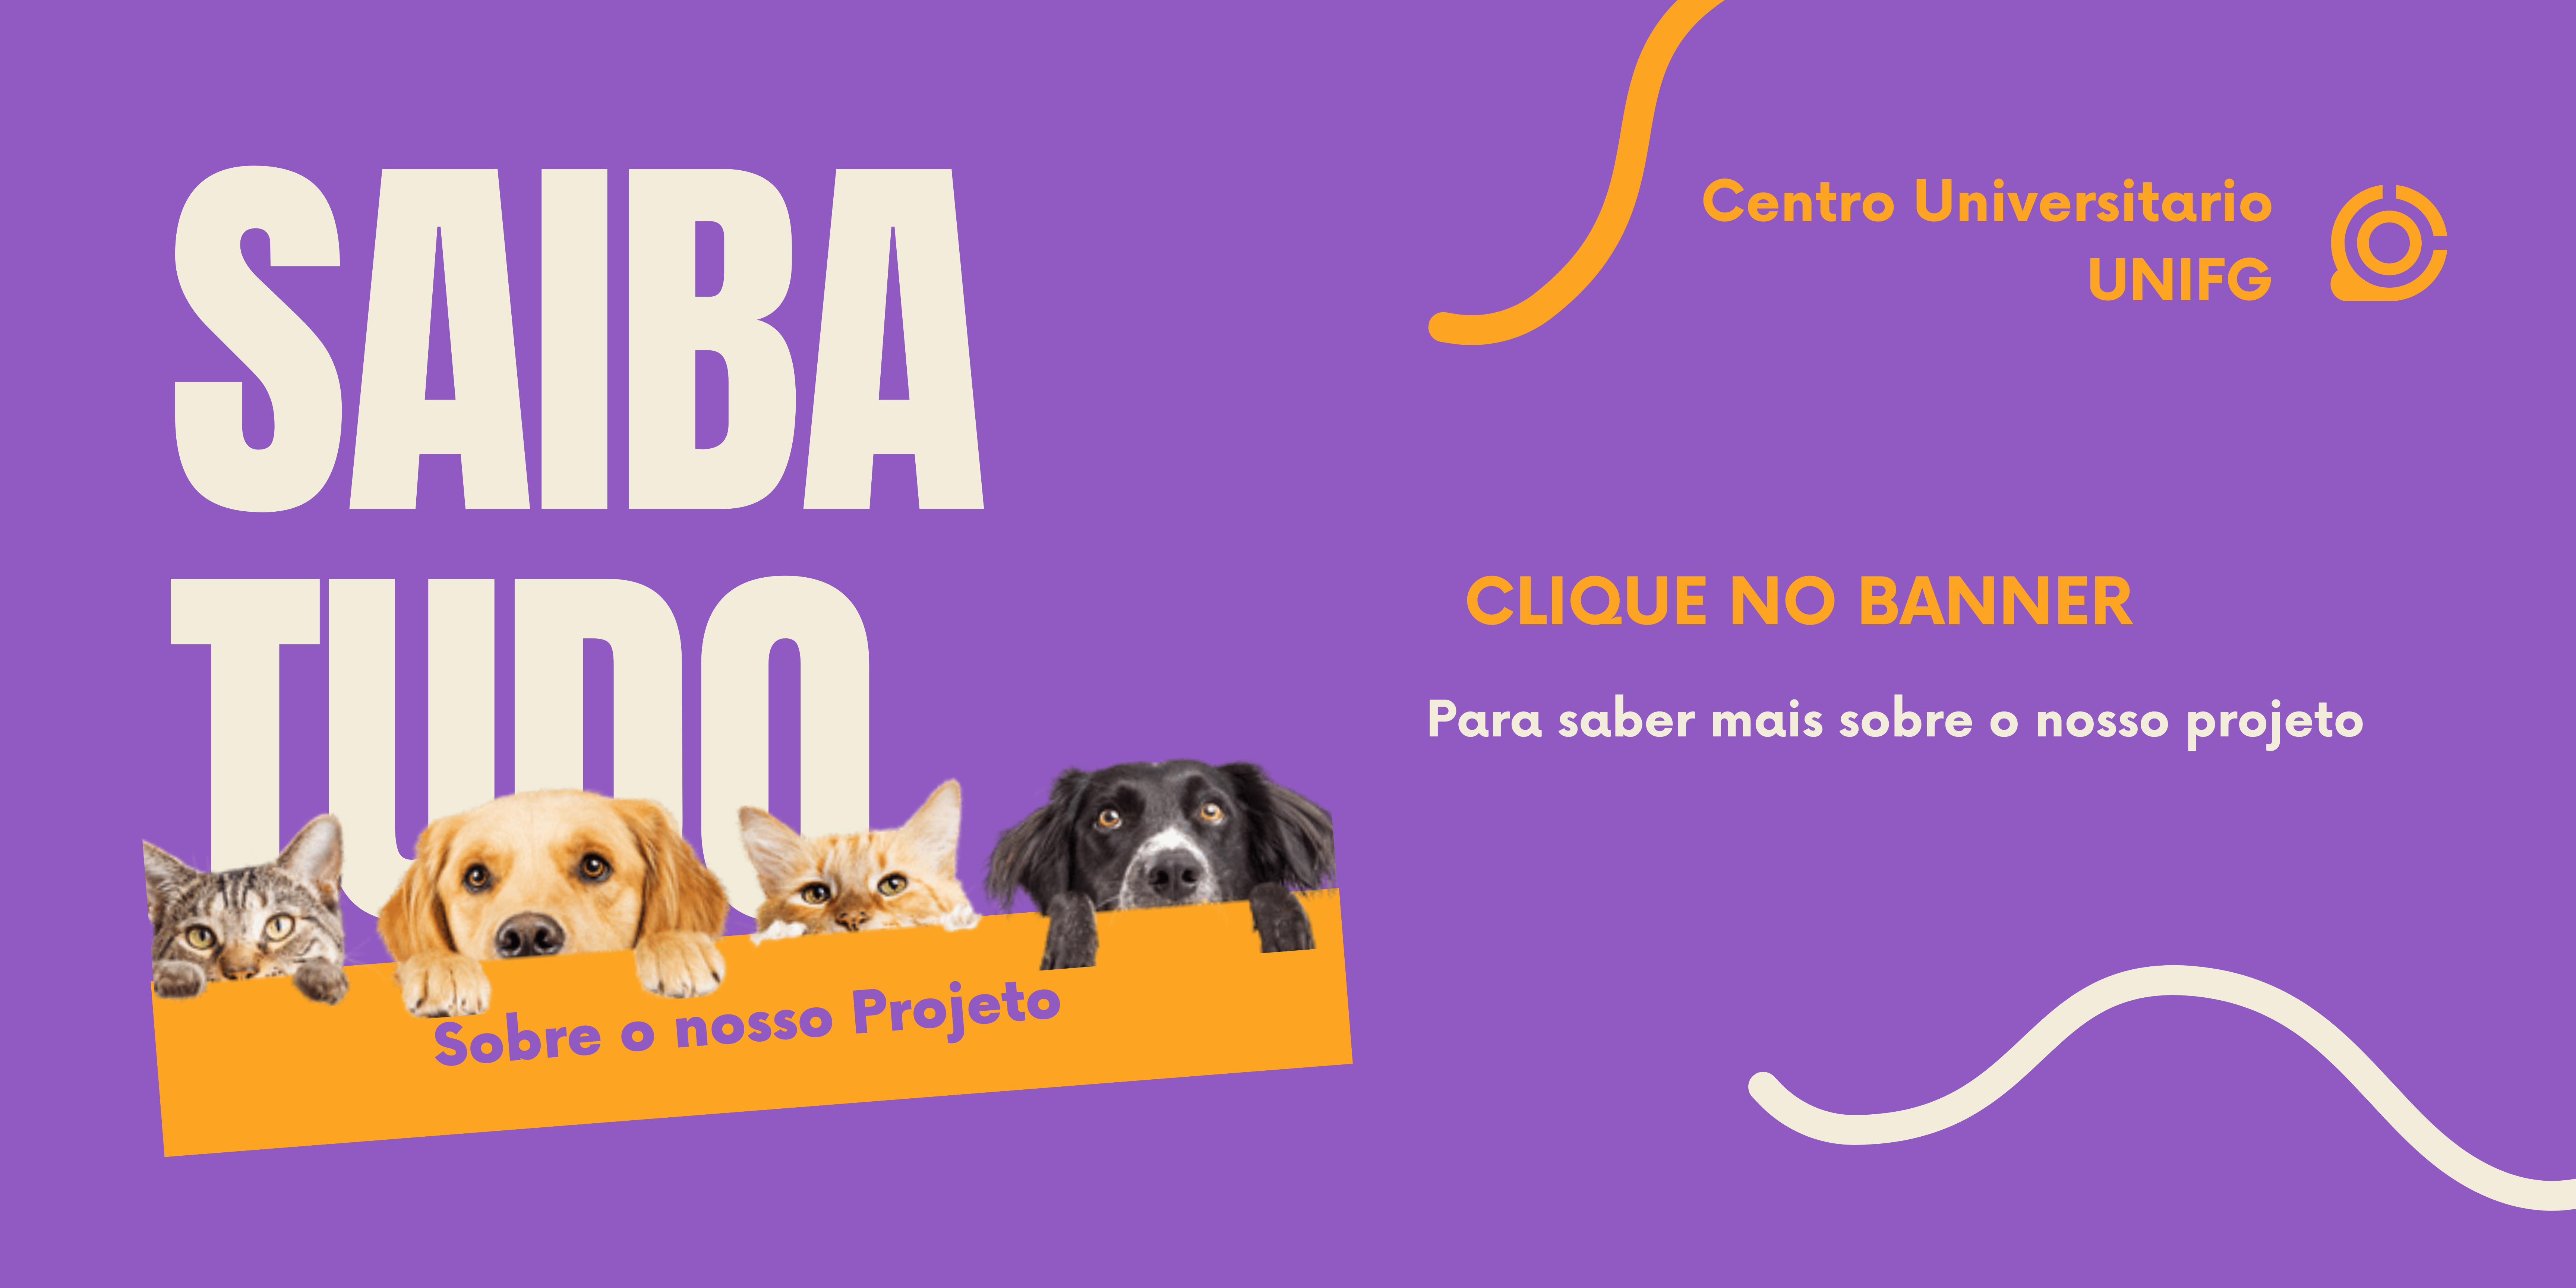 SAIBA
TUDO
Sobre o nosso Projeto
Centro Universitario
UNIFG
CLIQUE NO BANNER
Para saber mais sobre o nosso projeto